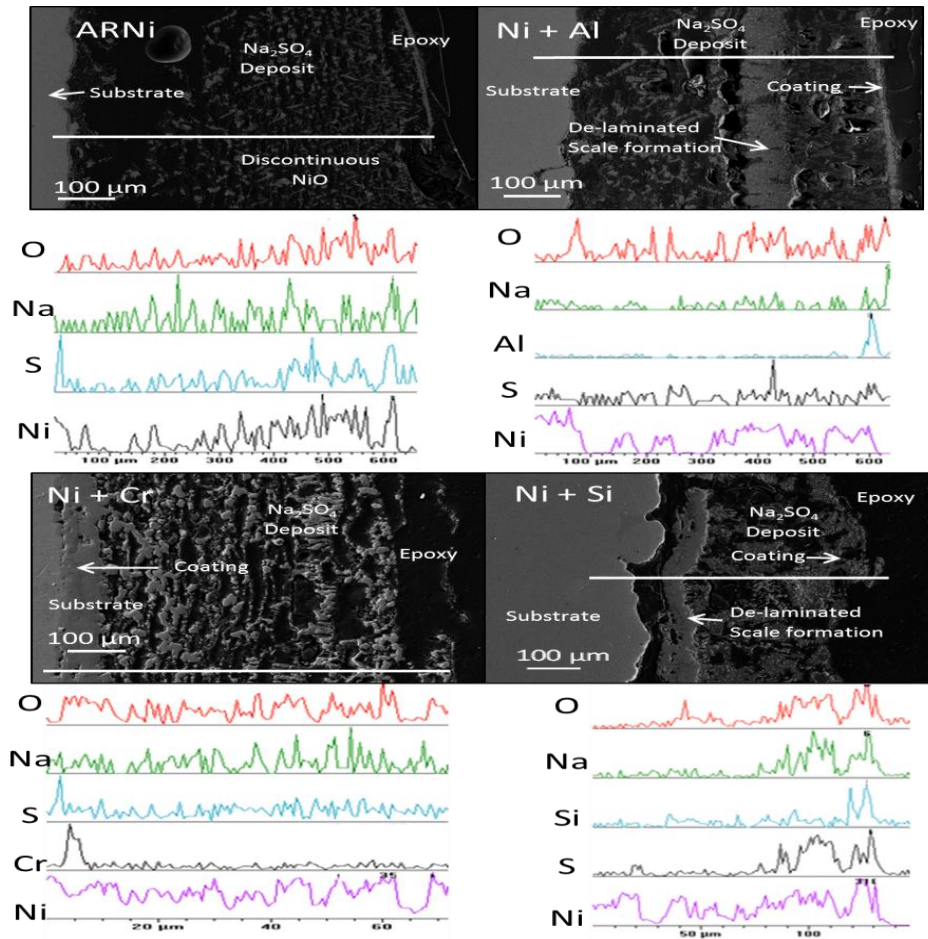 ARNi
Na₂SO₄
Deposit
Epoxy
Substrate
Discontinuous
NiO
100 µm
Ni + Al
Na₂SO₄
Deposit
Epoxy
Substrate
Coating
De-laminated
Scale formation
100 µm
O
Na
S
Ni
100 µm 200 300 400 500 600
O
Na
Al
S
Ni
100 µm 200 300 400 500 600
Ni + Cr
Na₂SO₄
Deposit
Epoxy
Coating
Substrate
100 µm
Ni + Si
Na₂SO₄
Deposit
Epoxy
Coating
Substrate
De-laminated
Scale formation
100 µm
O
Na
S
Cr
Ni
20 µm 40 60
O
Na
Si
S
Ni
50 µm 100